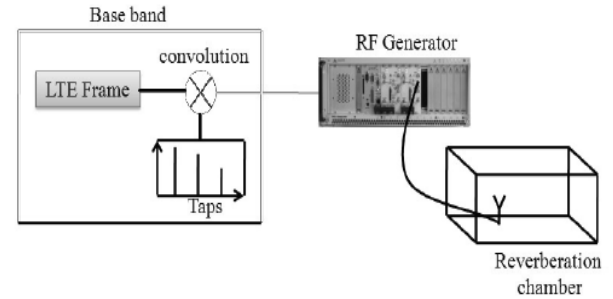 Base band
convolution
LTE Frame
Taps
RF Generator
Reverberation
chamber